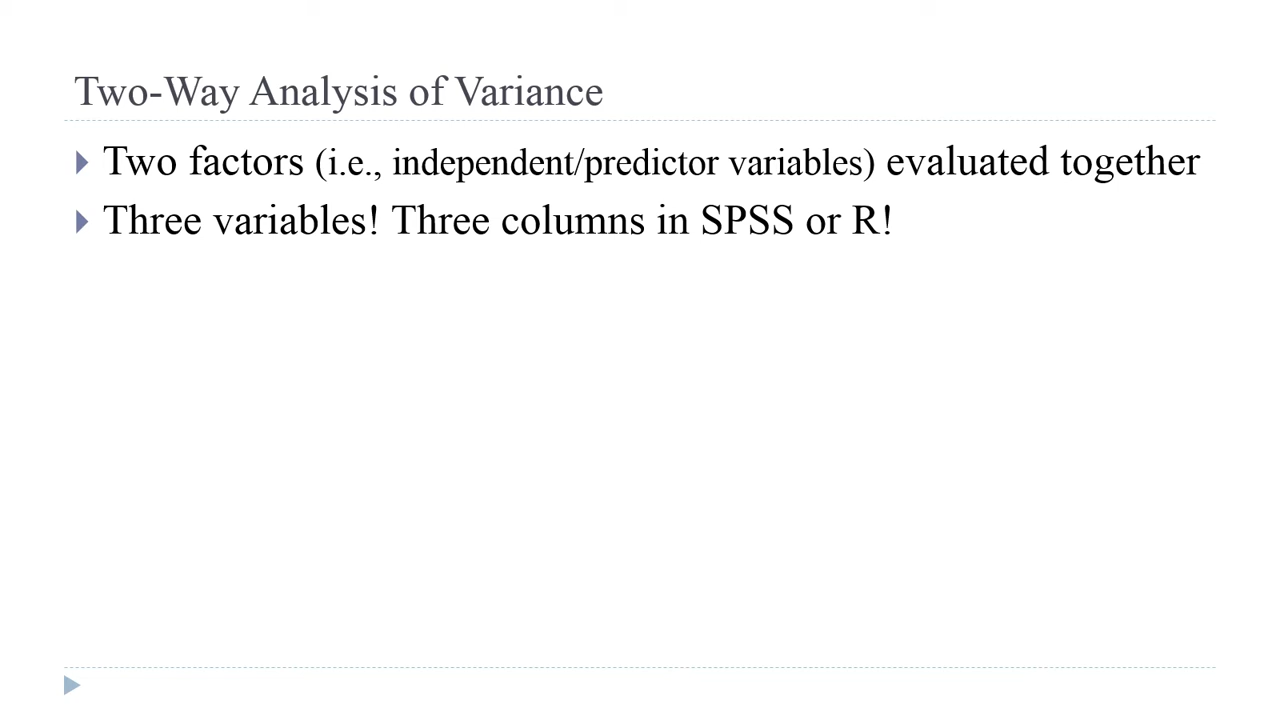 Two-Way Analysis of Variance
Two factors (i.e., independent/predictor variables) evaluated together
Three variables! Three columns in SPSS or R!